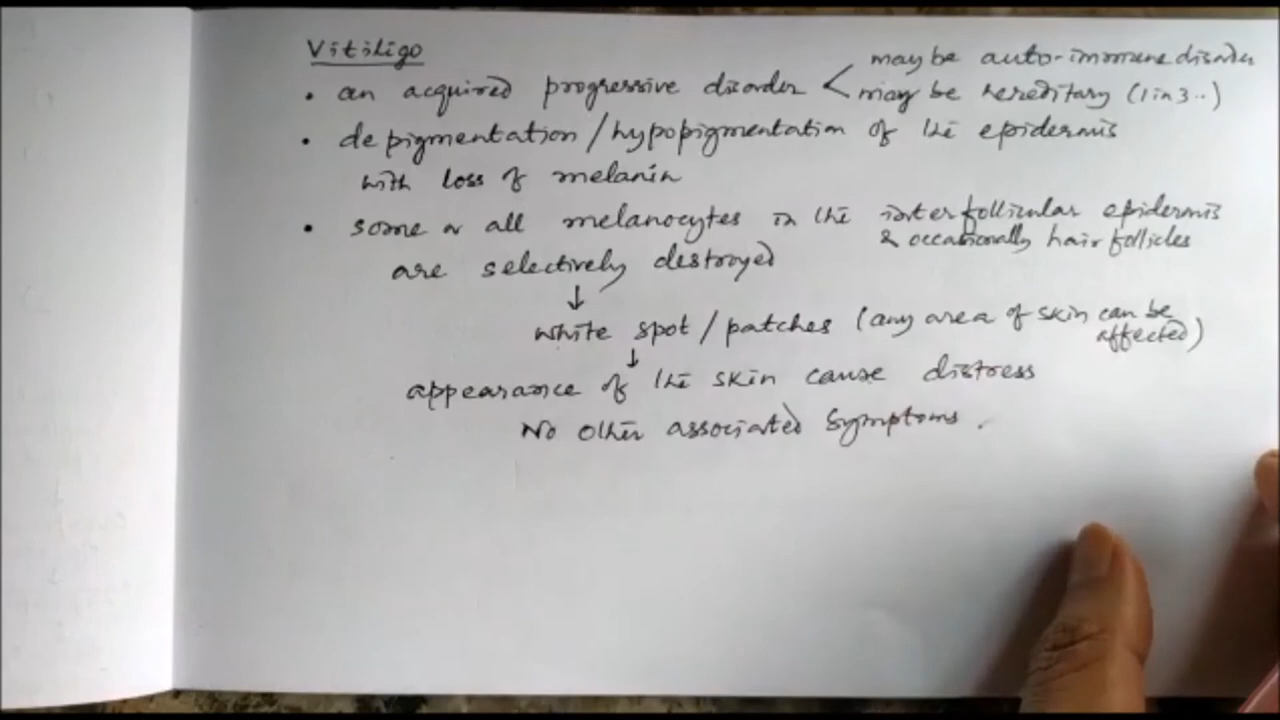 Vitiligo
may be auto-immune disorder
• an acquired progressive disorder < may be hereditary (1 in 3..)
• depigmentation/hypopigmentation of the epidermis
with loss of melanin
• some or all melanocytes in the interfollicular epidermis
& occasionally hair follicles
are selectively destroyed
↓
white spot/patches (any area of skin can be
affected)
↓
appearance of the skin cause distress
No other associated symptoms.